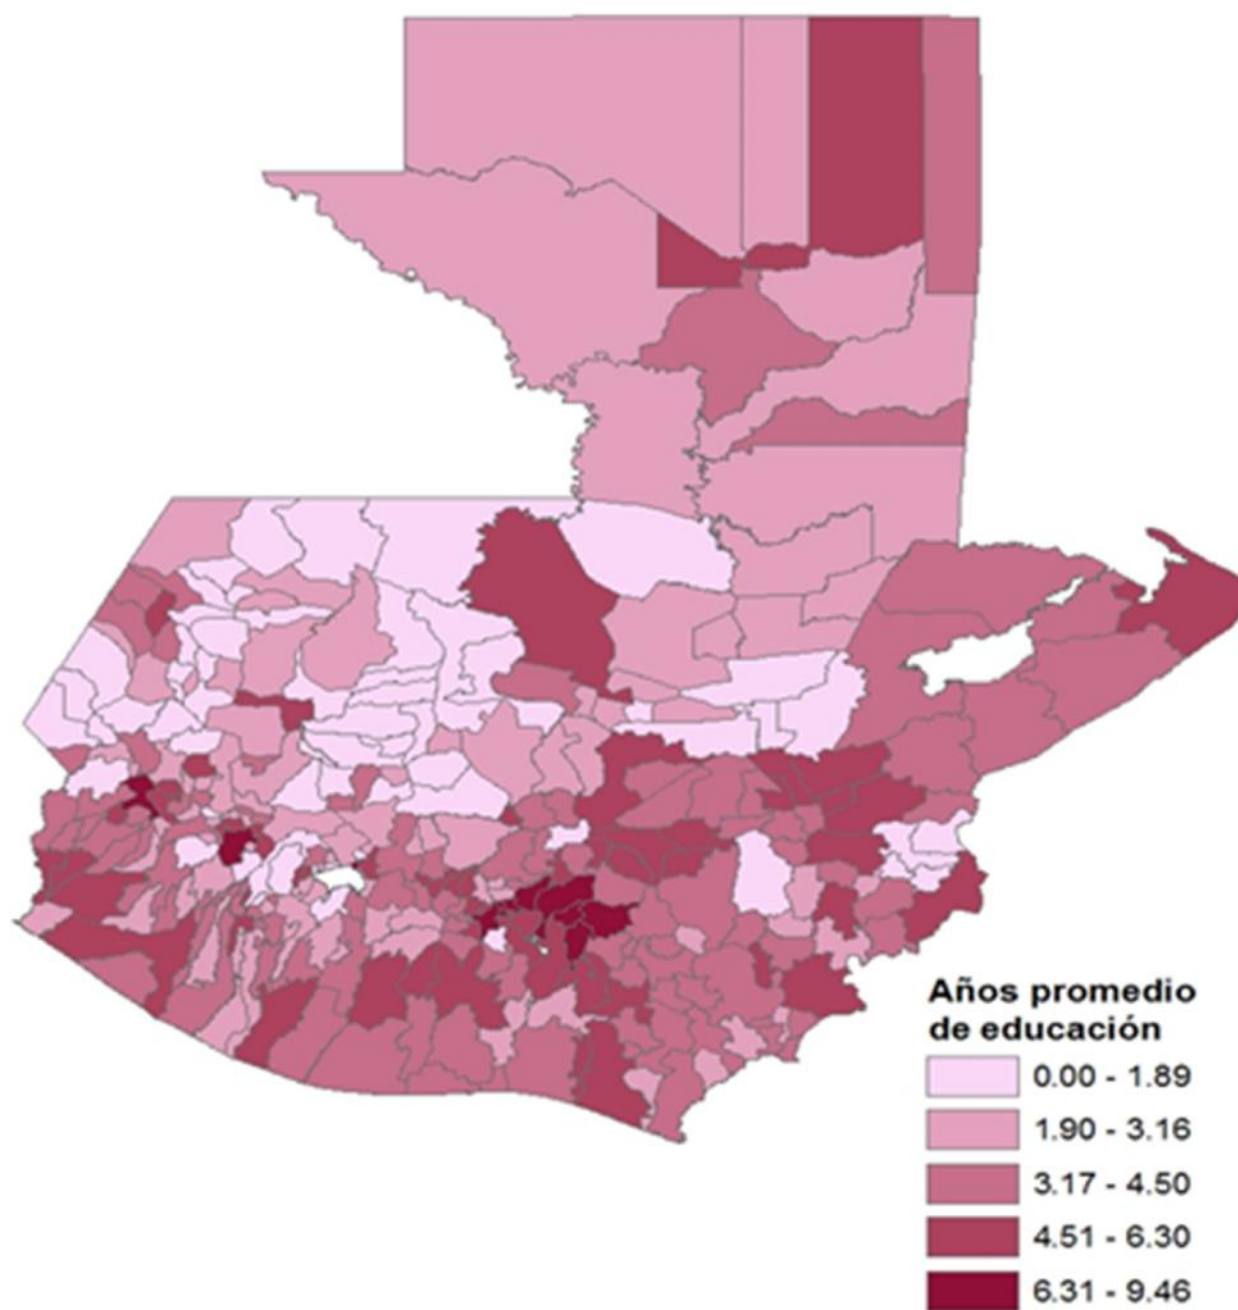 Años promedio
de educación
0.00 - 1.89
1.90 - 3.16
3.17 - 4.50
4.51 - 6.30
6.31 - 9.46